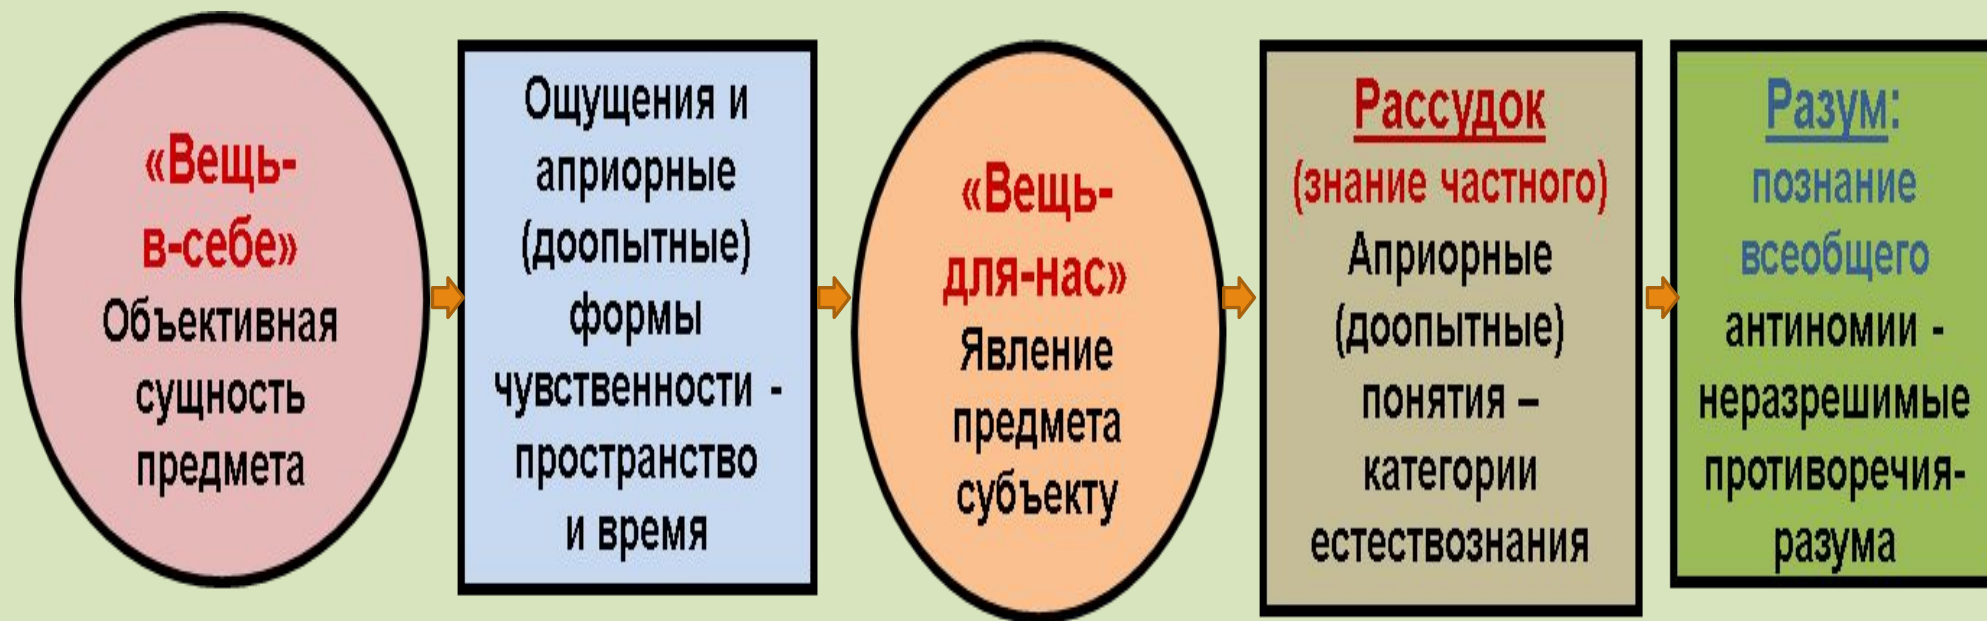 «Вещь-
в-себе»
Объективная
сущность
предмета
Ощущения и
априорные
(доопытные)
формы
чувственности -
пространство
и время
«Вещь-
для-нас»
Явление
предмета
субъекту
Рассудок
(знание частного)
Априорные
(доопытные)
понятия –
категории
естествознания
Разум:
познание
всеобщего
антиномии -
неразрешимые
противоречия-
разума